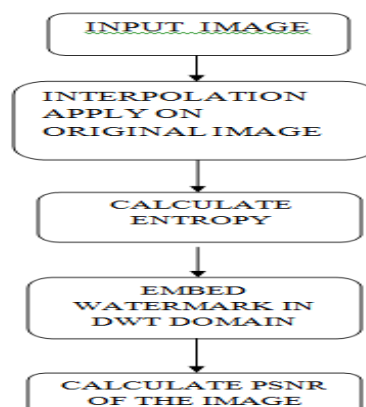 INPUT IMAGE
INTERPOLATION
APPLY ON
ORIGINAL IMAGE
CALCULATE
ENTROPY
EMBED
WATERMARK IN
DWT DOMAIN
CALCULATE PSNR
OF THE IMAGE